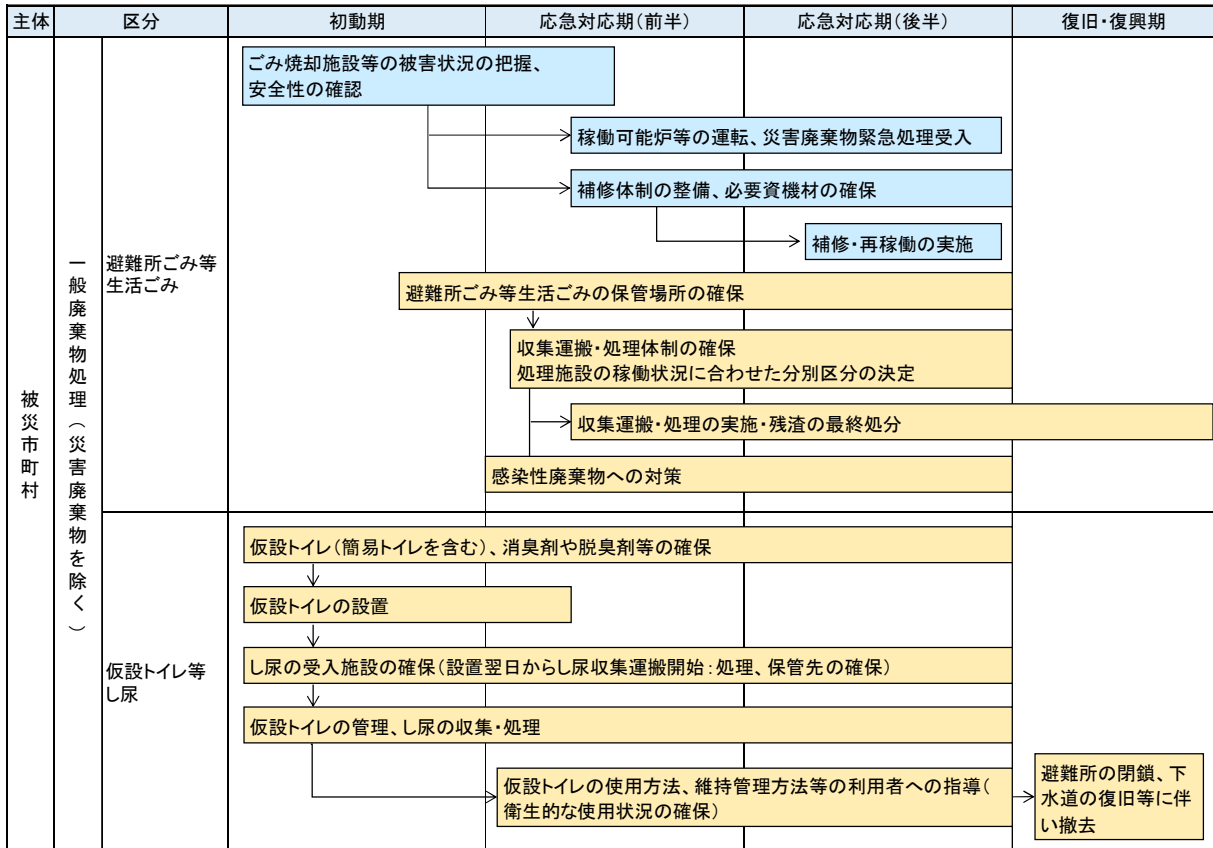 主体
区分
初動期
応急対応期(前半)
応急対応期(後半)
復旧・復興期
被災市町村
一般廃棄物処理(災害廃棄物を除く)
避難所ごみ等
生活ごみ
ごみ焼却施設等の被害状況の把握、
安全性の確認
稼働可能炉等の運転、災害廃棄物緊急処理受入
補修体制の整備、必要資機材の確保
補修・再稼働の実施
避難所ごみ等生活ごみの保管場所の確保
収集運搬・処理体制の確保
処理施設の稼働状況に合わせた分別区分の決定
収集運搬・処理の実施・残渣の最終処分
感染性廃棄物への対策
仮設トイレ等
し尿
仮設トイレ(簡易トイレを含む)、消臭剤や脱臭剤等の確保
仮設トイレの設置
し尿の受入施設の確保(設置翌日からし尿収集運搬開始:処理、保管先の確保)
仮設トイレの管理、し尿の収集・処理
仮設トイレの使用方法、維持管理方法等の利用者への指導(
衛生的な使用状況の確保)
避難所の閉鎖、下
水道の復旧等に伴
い撤去